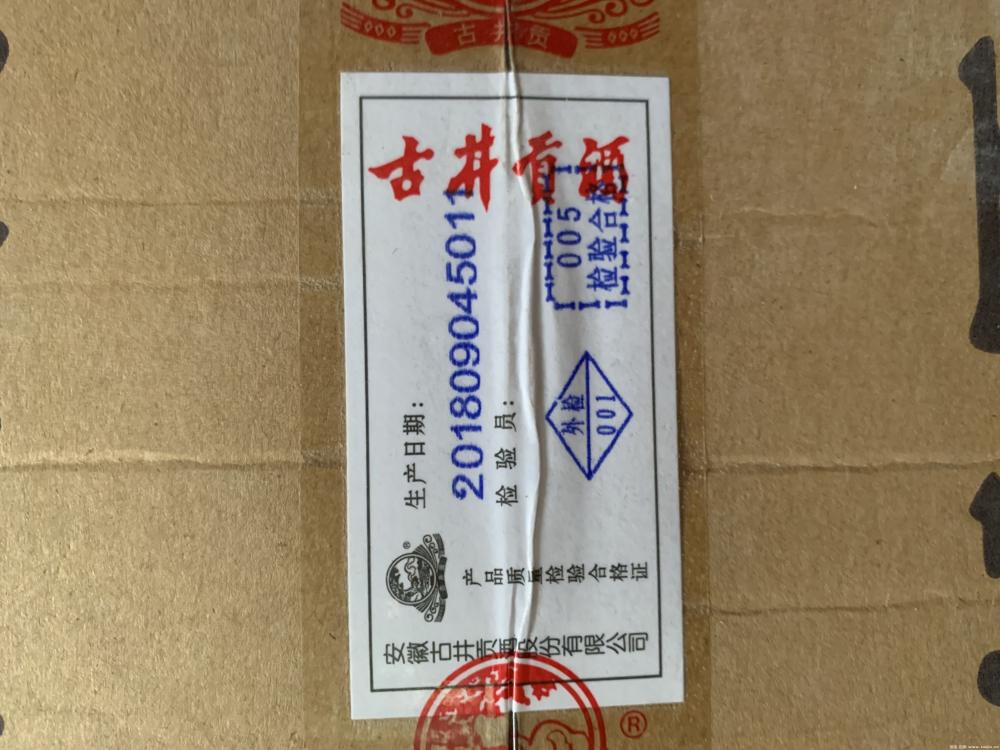 古井贡
古井贡酒
生产日期：
20180904501 1
检验员：
005
检验合格
外检
001
®
产品质量检验合格证
安徽古井贡酒股份有限公司
®